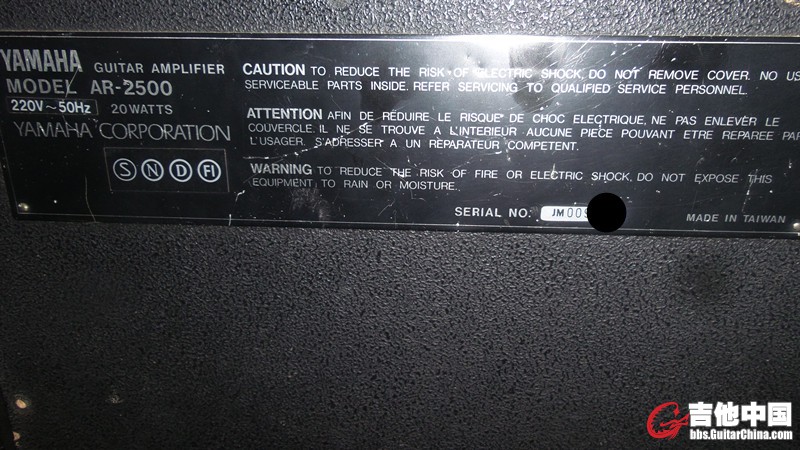 YAMAHA GUITAR AMPLIFIER
MODEL AR-2500
220V~50Hz 20WATTS
YAMAHA CORPORATION
S N D FI
CAUTION TO REDUCE THE RISK OF ELECTRIC SHOCK, DO NOT REMOVE COVER. NO US
SERVICEABLE PARTS INSIDE. REFER SERVICING TO QUALIFIED SERVICE PERSONNEL.
ATTENTION AFIN DE RÉDUIRE LE RISQUE DE CHOC ELECTRIQUE, NE PAS ENLEVÈR LE
COUVERCLE. IL NE SE TROUVE A L'INTERIEUR AUCUNE PIECE POUVANT ETRE REPAREE PAR
L'USAGER. S'ADRESSER A UN REPARATEUR COMPETENT.
WARNING TO REDUCE THE RISK OF FIRE OR ELECTRIC SHOCK, DO NOT EXPOSE THIS
EQUIPMENT TO RAIN OR MOISTURE.
SERIAL NO. JM009
MADE IN TAIWAN
吉他中国
bbs.GuitarChina.com